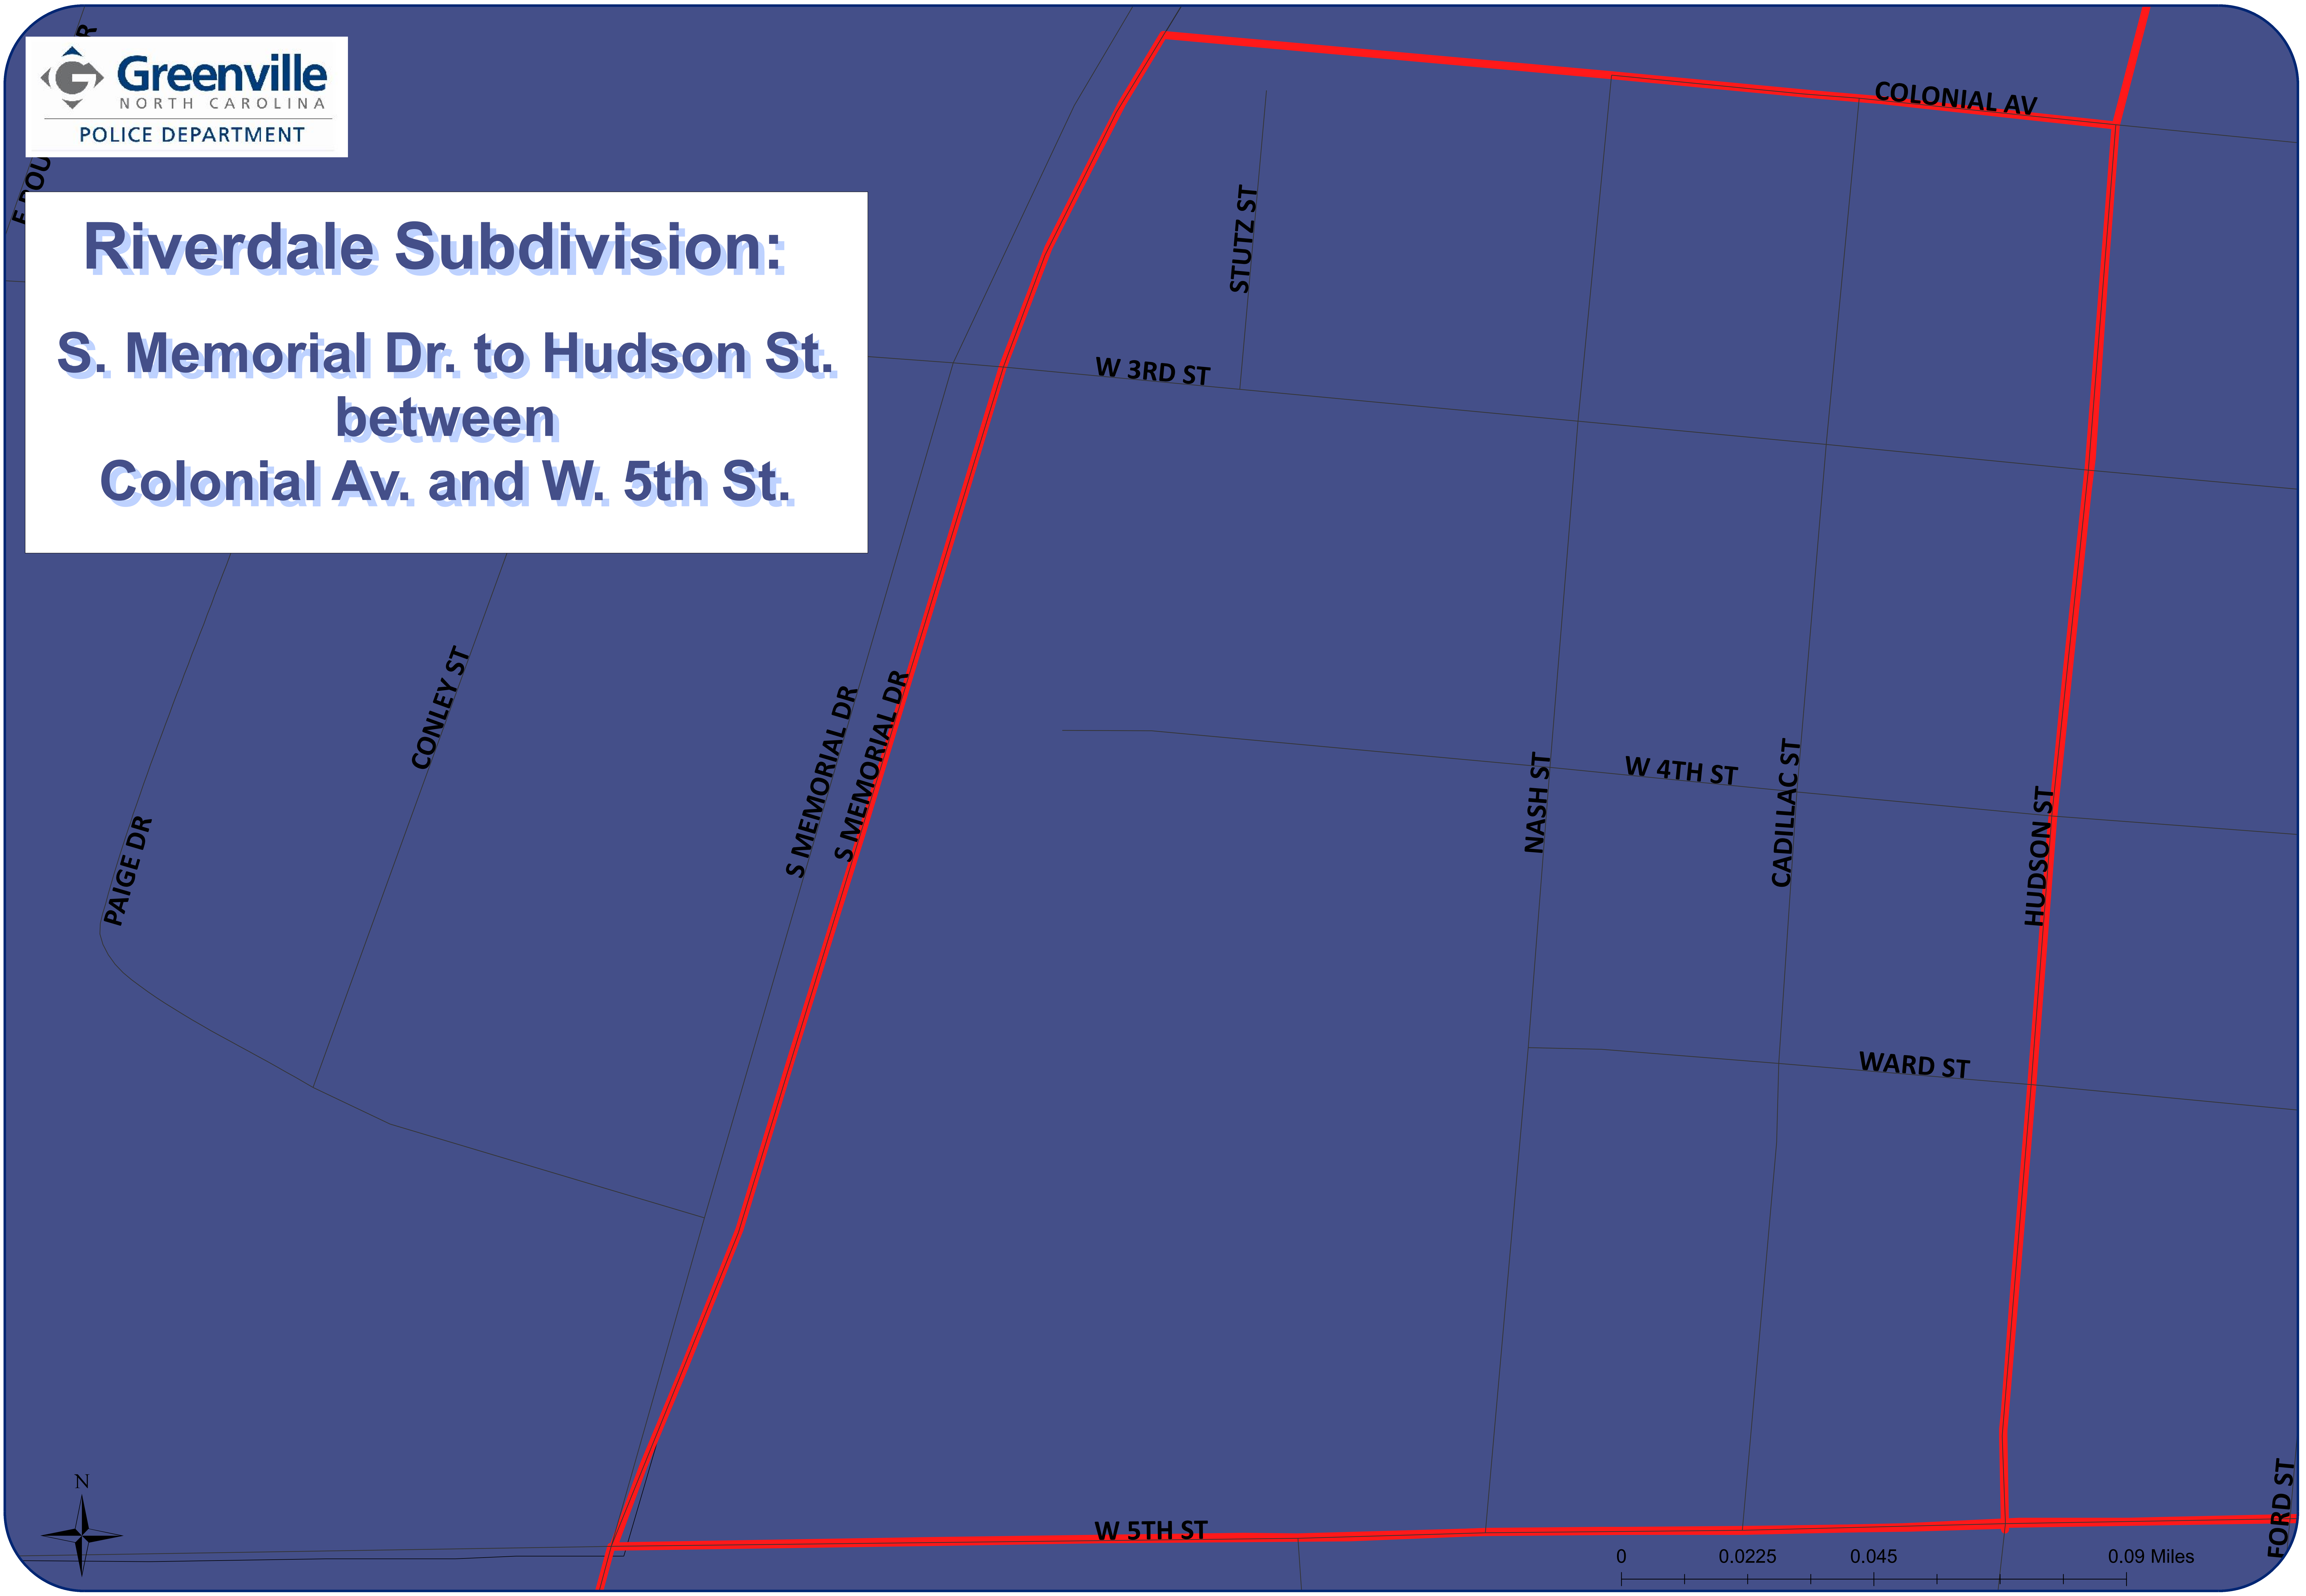 Greenville
NORTH CAROLINA
POLICE DEPARTMENT
Riverdale Subdivision:
S. Memorial Dr. to Hudson St.
between
Colonial Av. and W. 5th St.
COLONIAL AV
STUTZ ST
W 3RD ST
CONLEY ST
S MEMORIAL DR
S MEMORIAL DR
PAIGE DR
NASH ST
W 4TH ST
CADILLAC ST
HUDSON ST
WARD ST
W 5TH ST
FORD ST
N
0 0.0225 0.045 0.09 Miles